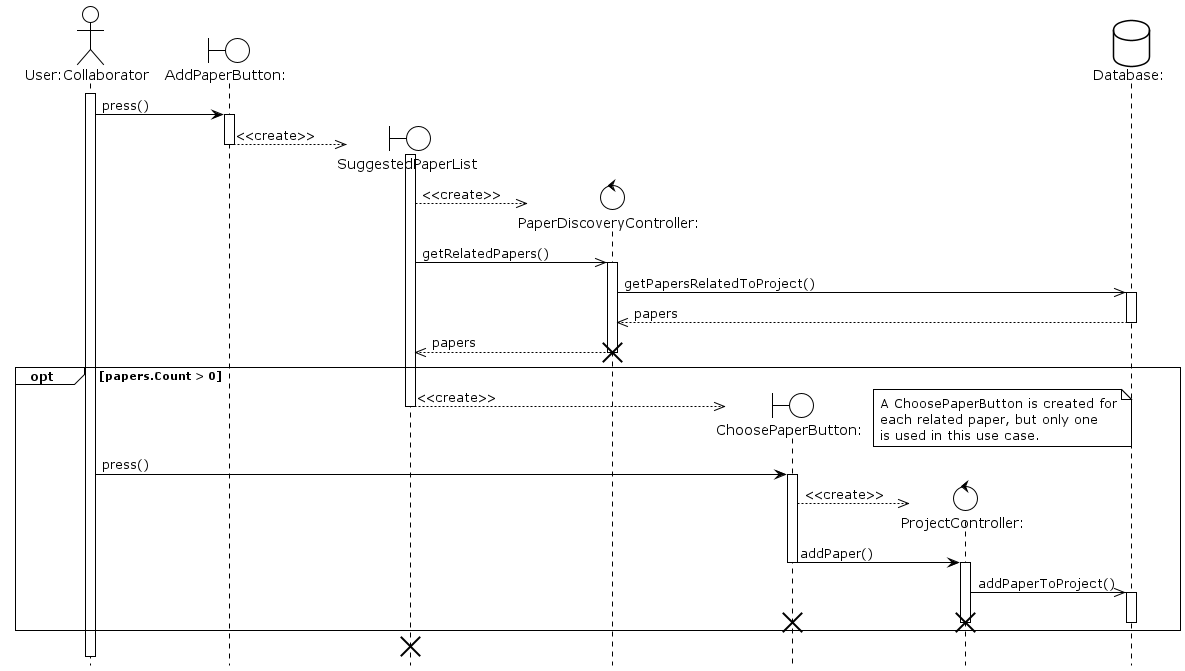 User:Collaborator
AddPaperButton:
Database:
press()
<<create>>
SuggestedPaperList
<<create>>
PaperDiscoveryController:
getRelatedPapers()
getPapersRelatedToProject()
papers
papers
opt
[papers.Count > 0]
<<create>>
ChoosePaperButton:
A ChoosePaperButton is created for
each related paper, but only one
is used in this use case.
press()
<<create>>
ProjectController:
addPaper()
addPaperToProject()